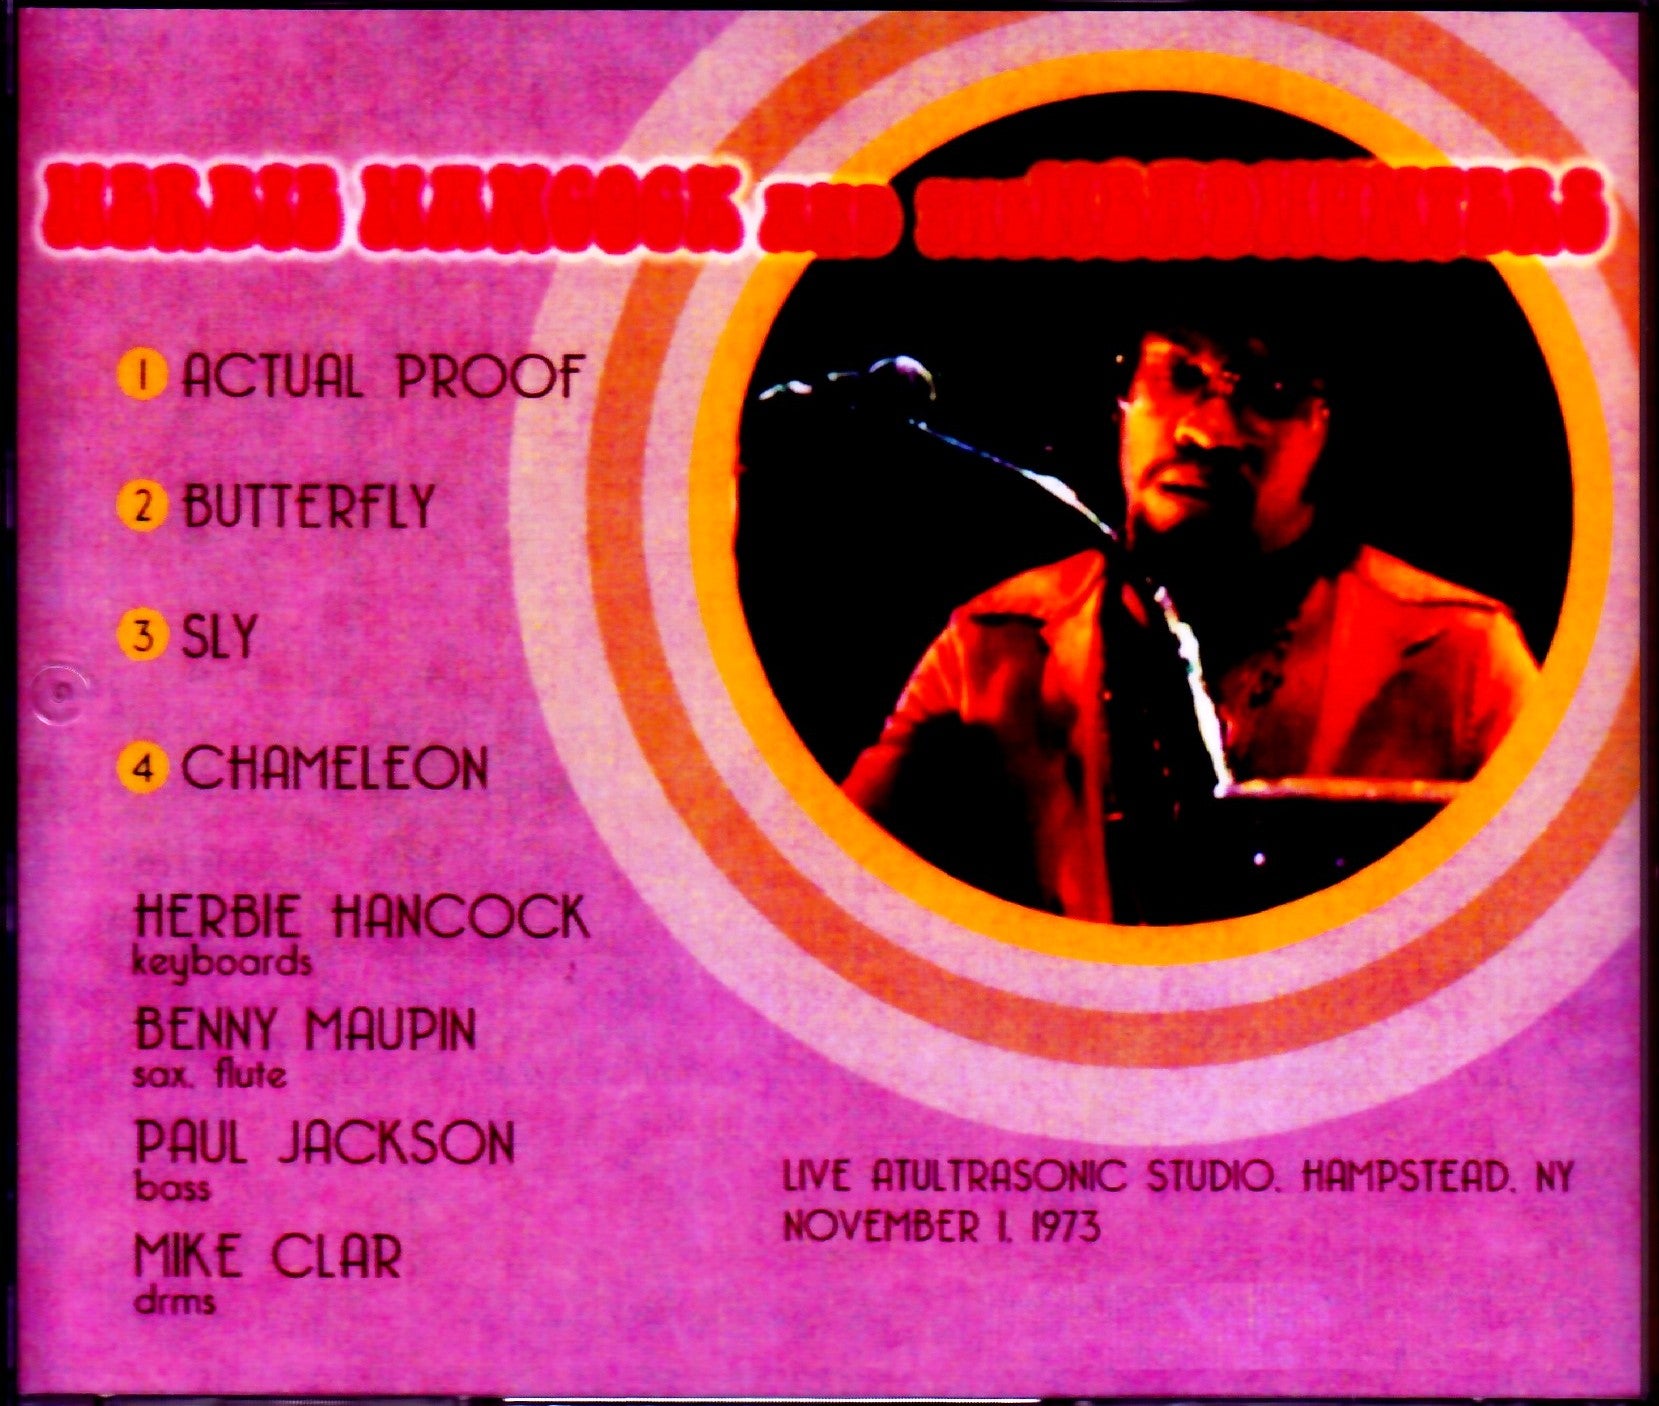 HERBIE HANCOCK AND HIS HEADHUNTERS
1 ACTUAL PROOF
2 BUTTERFLY
3 SLY
4 CHAMELEON
HERBIE HANCOCK
keyboards
BENNY MAUPIN
sax. flute
PAUL JACKSON
bass
MIKE CLAR
drms
LIVE ATULTRASONIC STUDIO. HAMPSTEAD. NY
NOVEMBER 1. 1973